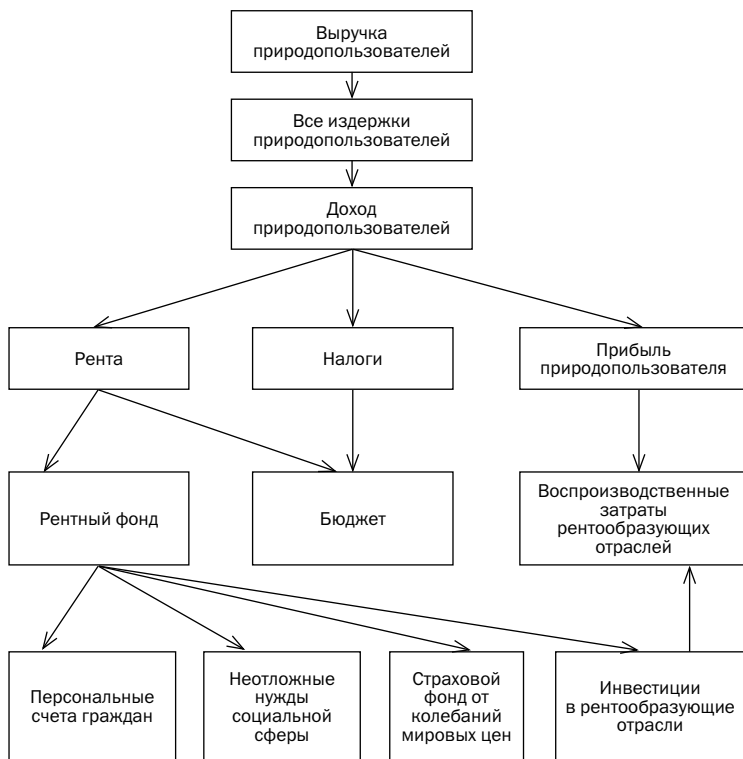 Выручка
природопользователей
Все издержки
природопользователей
Доход
природопользователей
Рента
Налоги
Прибыль
природопользователя
Рентный фонд
Бюджет
Воспроизводственные
затраты
рентообразующих
отраслей
Персональные
счета граждан
Неотложные
нужды
социальной
сферы
Страховой
фонд от
колебаний
мировых цен
Инвестиции
в рентообразующие
отрасли